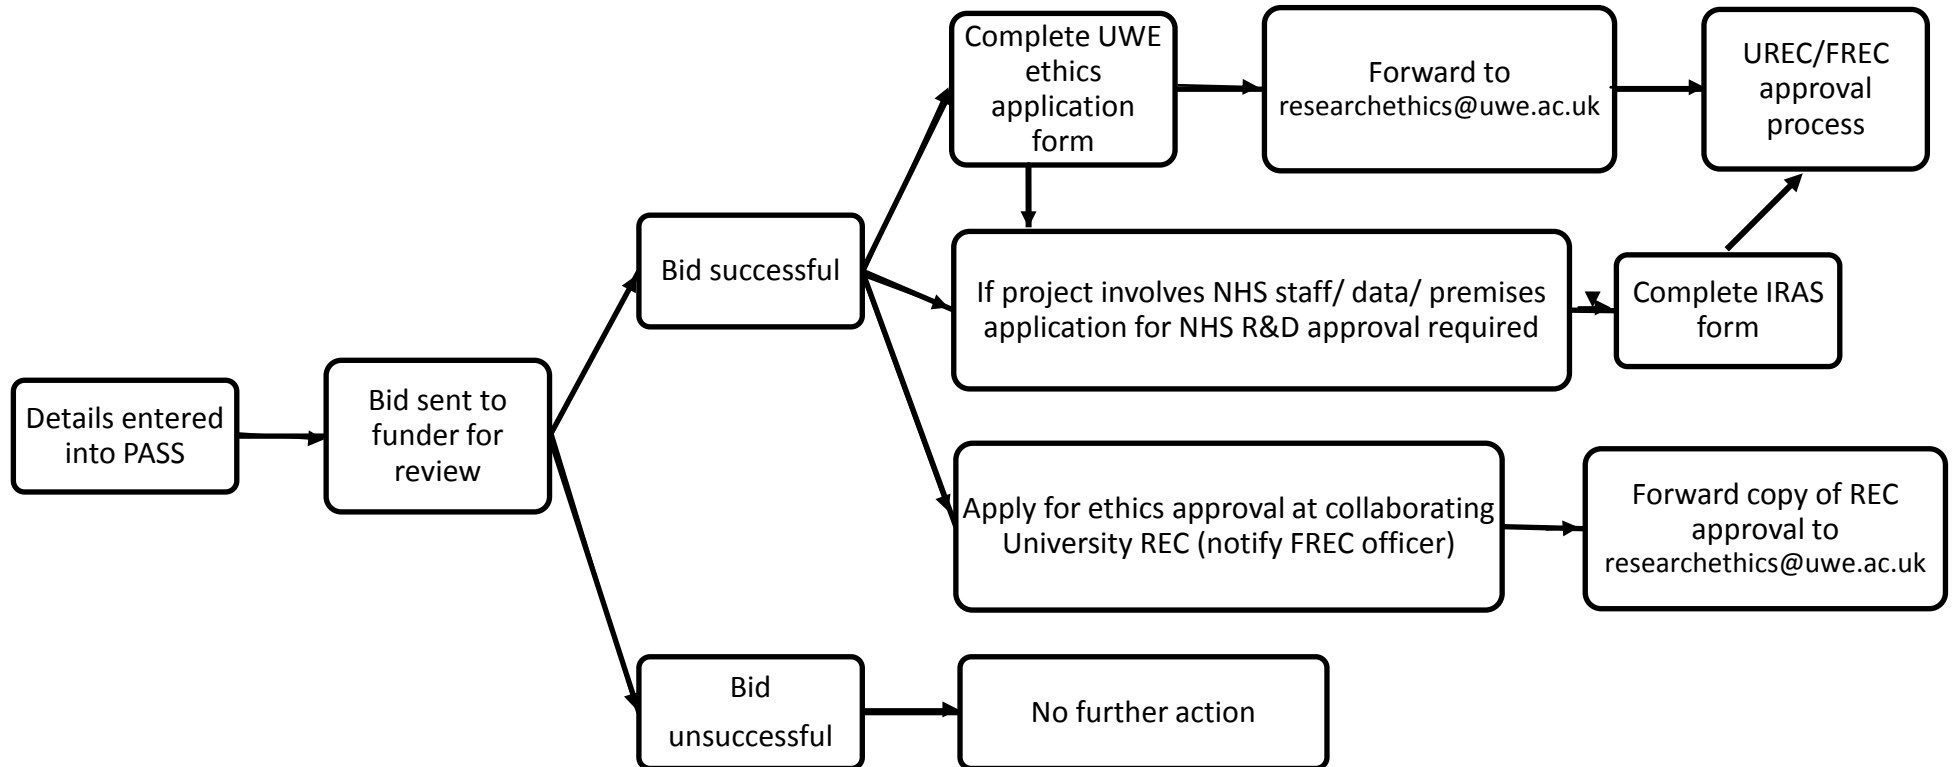 Details entered
into PASS
Bid sent to
funder for
review
Bid successful
Complete UWE
ethics
application
form
Forward to
researchethics@uwe.ac.uk
UREC/FREC
approval
process
If project involves NHS staff/ data/ premises
application for NHS R&D approval required
Complete IRAS
form
Apply for ethics approval at collaborating
University REC (notify FREC officer)
Forward copy of REC
approval to
researchethics@uwe.ac.uk
Bid
unsuccessful
No further action